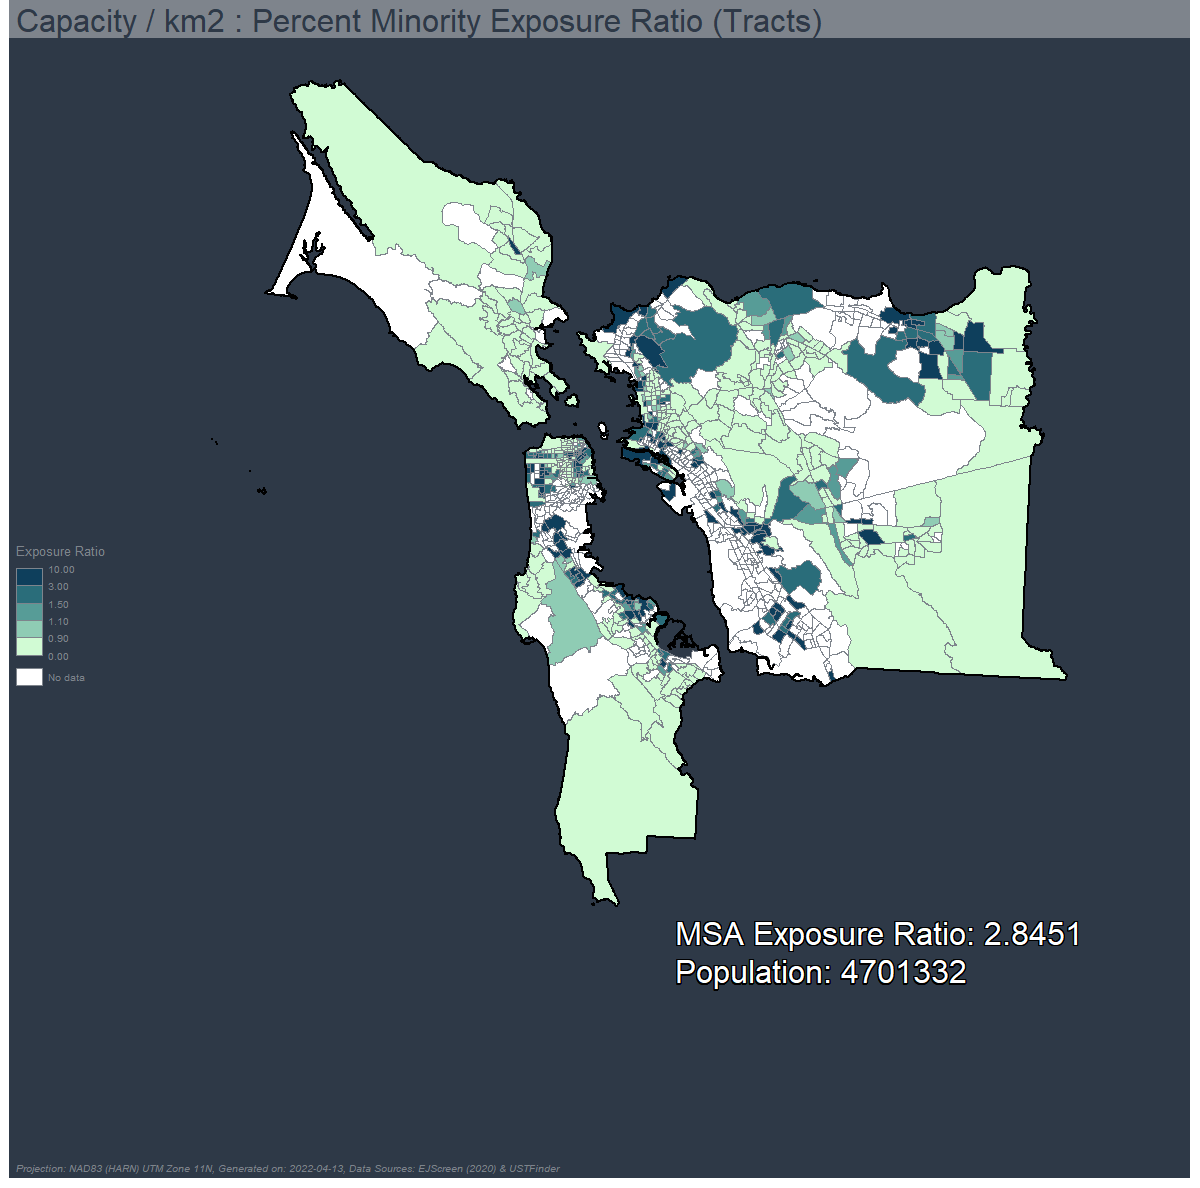 Capacity / km2 : Percent Minority Exposure Ratio (Tracts)
Exposure Ratio
10.00
3.00
1.50
1.10
0.90
0.00
No data
MSA Exposure Ratio: 2.8451
Population: 4701332
Projection: NAD83 (HARN) UTM Zone 11N, Generated on: 2022-04-13, Data Sources: EJScreen (2020) & USTFinder